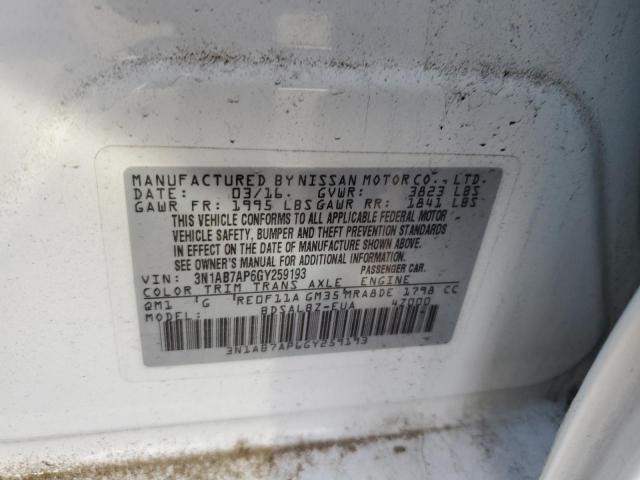 MANUFACTURED BY NISSAN MOTOR CO., LTD.
DATE: 03/16. GVWR: 3823 LBS
GAWR FR: 1995 LBS GAWR RR: 1841 LBS
THIS VEHICLE CONFORMS TO ALL APPLICABLE FEDERAL MOTOR
VEHICLE SAFETY, BUMPER AND THEFT PREVENTION STANDARDS
IN EFFECT ON THE DATE OF MANUFACTURE SHOWN ABOVE.
SEE OWNERS MANUAL FOR ADDITIONAL INFORMATION.
VIN: 3N1AB7AP6GY259193 PASSENGER CAR.
COLOR TRIM TRANS AXLE ENGINE
QM1 G RE0F11A GM35 MRA8DE 1798 CC
BDSALBZ-EUA 4Z000
3N1AB7AP6GY259193